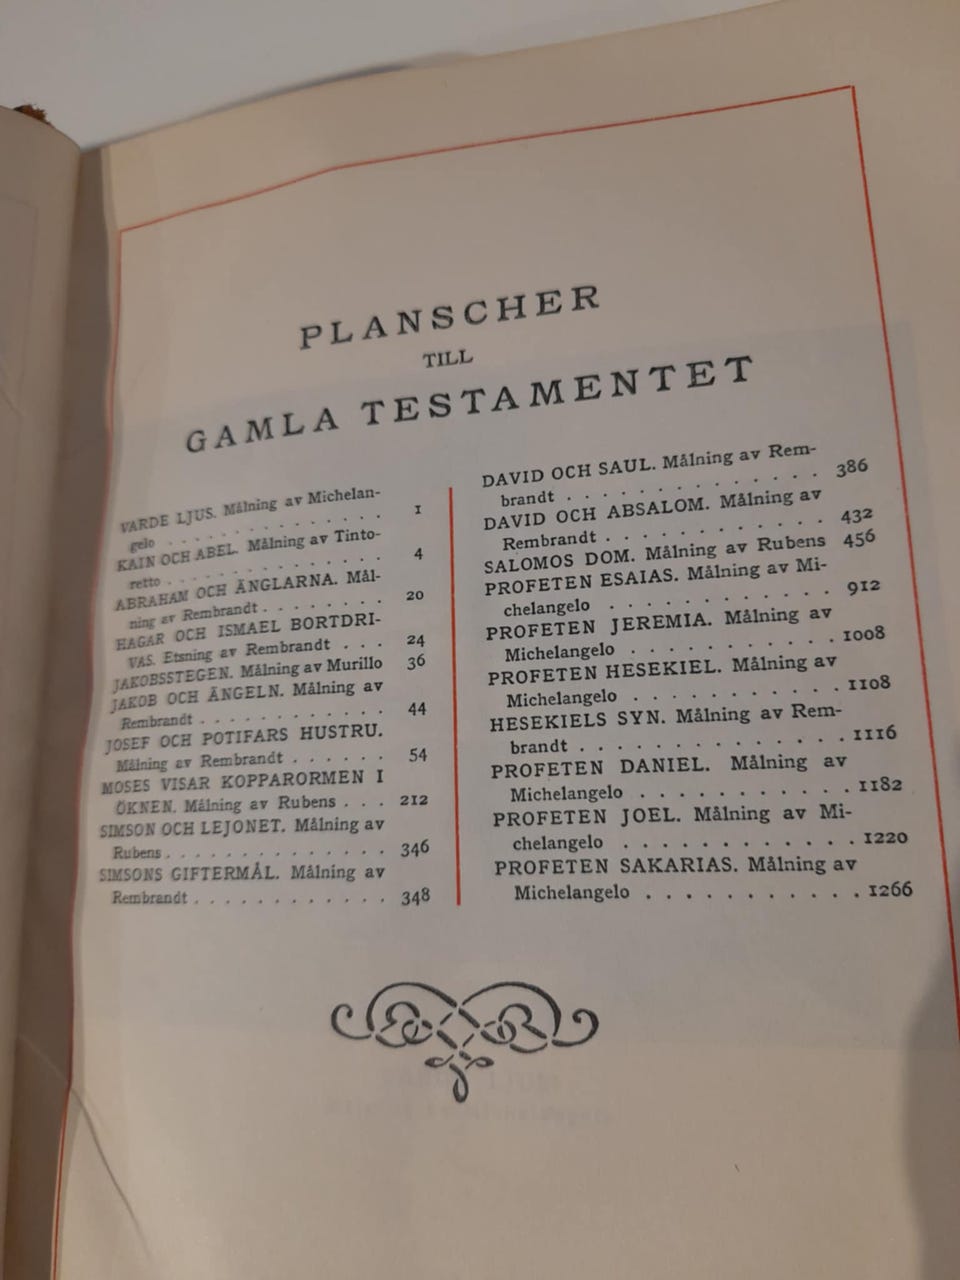 PLANSCHER
TILL
GAMLA TESTAMENTET
VARDE LJUS. Målning av Michelan-
gelo . . . . . . . . . . . . . 1
KAIN OCH ABEL. Målning av Tinto-
retto . . . . . . . . . . . . . 4
ABRAHAM OCH ÄNGLARNA. Mål-
ning av Rembrandt . . . . . . . . 20
HAGAR OCH ISMAEL BORTDRI-
VAS. Etsning av Rembrandt . . . 24
JAKOBSSTEGEN. Målning av Murillo 36
JAKOB OCH ÄNGELN. Målning av
Rembrandt . . . . . . . . . . . . 44
JOSEF OCH POTIFARS HUSTRU.
Målning av Rembrandt . . . . . . 54
MOSES VISAR KOPPARORMEN I
ÖKNEN. Målning av Rubens . . . 212
SIMSON OCH LEJONET. Målning av
Rubens . . . . . . . . . . . . . . 346
SIMSONS GIFTERMÅL. Målning av
Rembrandt . . . . . . . . . . . . 348
DAVID OCH SAUL. Målning av Rem-
brandt . . . . . . . . . . . . . . 386
DAVID OCH ABSALOM. Målning av
Rembrandt . . . . . . . . . . . . 432
SALOMOS DOM. Målning av Rubens 456
PROFETEN ESAIAS. Målning av Mi-
chelangelo . . . . . . . . . . . . 912
PROFETEN JEREMIA. Målning av
Michelangelo . . . . . . . . . . 1008
PROFETEN HESEKIEL. Målning av
Michelangelo . . . . . . . . . . 1108
HESEKIELS SYN. Målning av Rem-
brandt . . . . . . . . . . . . . . 1116
PROFETEN DANIEL. Målning av
Michelangelo . . . . . . . . . . . 1182
PROFETEN JOEL. Målning av Mi-
chelangelo . . . . . . . . . . . . 1220
PROFETEN SAKARIAS. Målning av
Michelangelo . . . . . . . . . . . 1266